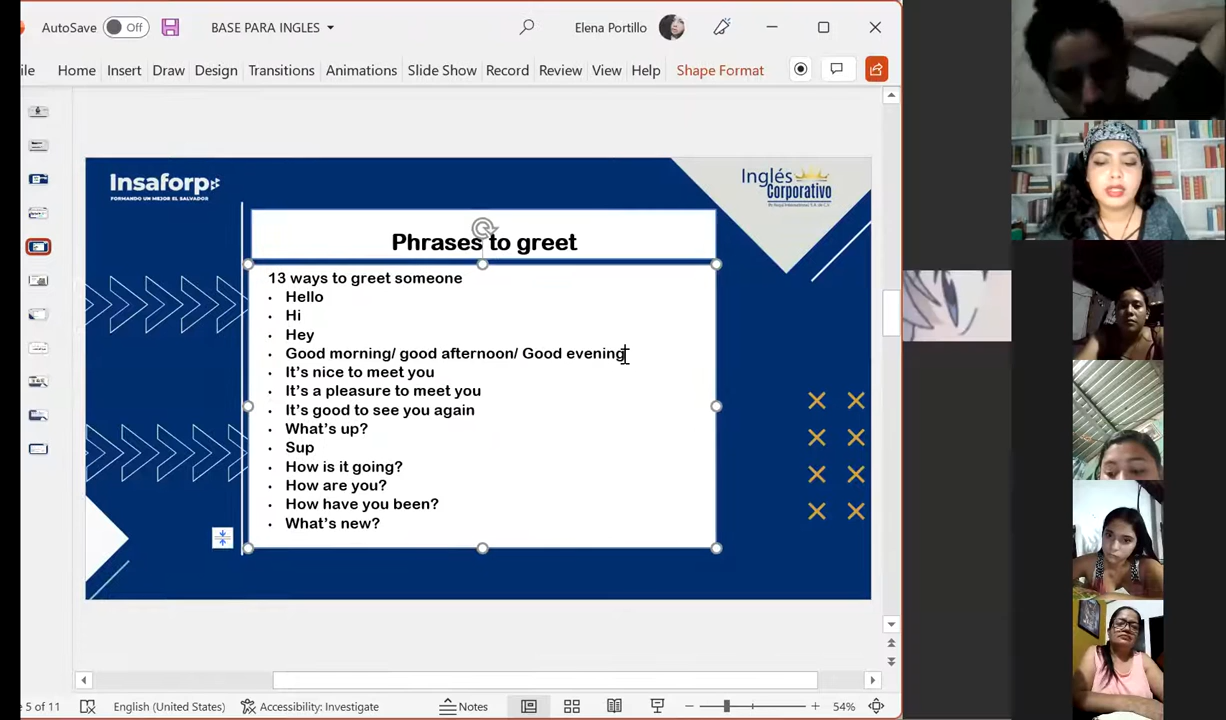 AutoSave Off BASE PARA INGLES Elena Portillo
ile Home Insert Draw Design Transitions Animations Slide Show Record Review View Help Shape Format
Insaforp
FORMANDO UN MEJOR EL SALVADOR
Inglés
Corporativo
Phrases to greet
13 ways to greet someone
• Hello
• Hi
• Hey
• Good morning/ good afternoon/ Good evening
• It's nice to meet you
• It's a pleasure to meet you
• It's good to see you again
• What's up?
• Sup
• How is it going?
• How are you?
• How have you been?
• What's new?
5 of 11 English (United States) Accessibility: Investigate Notes 54%